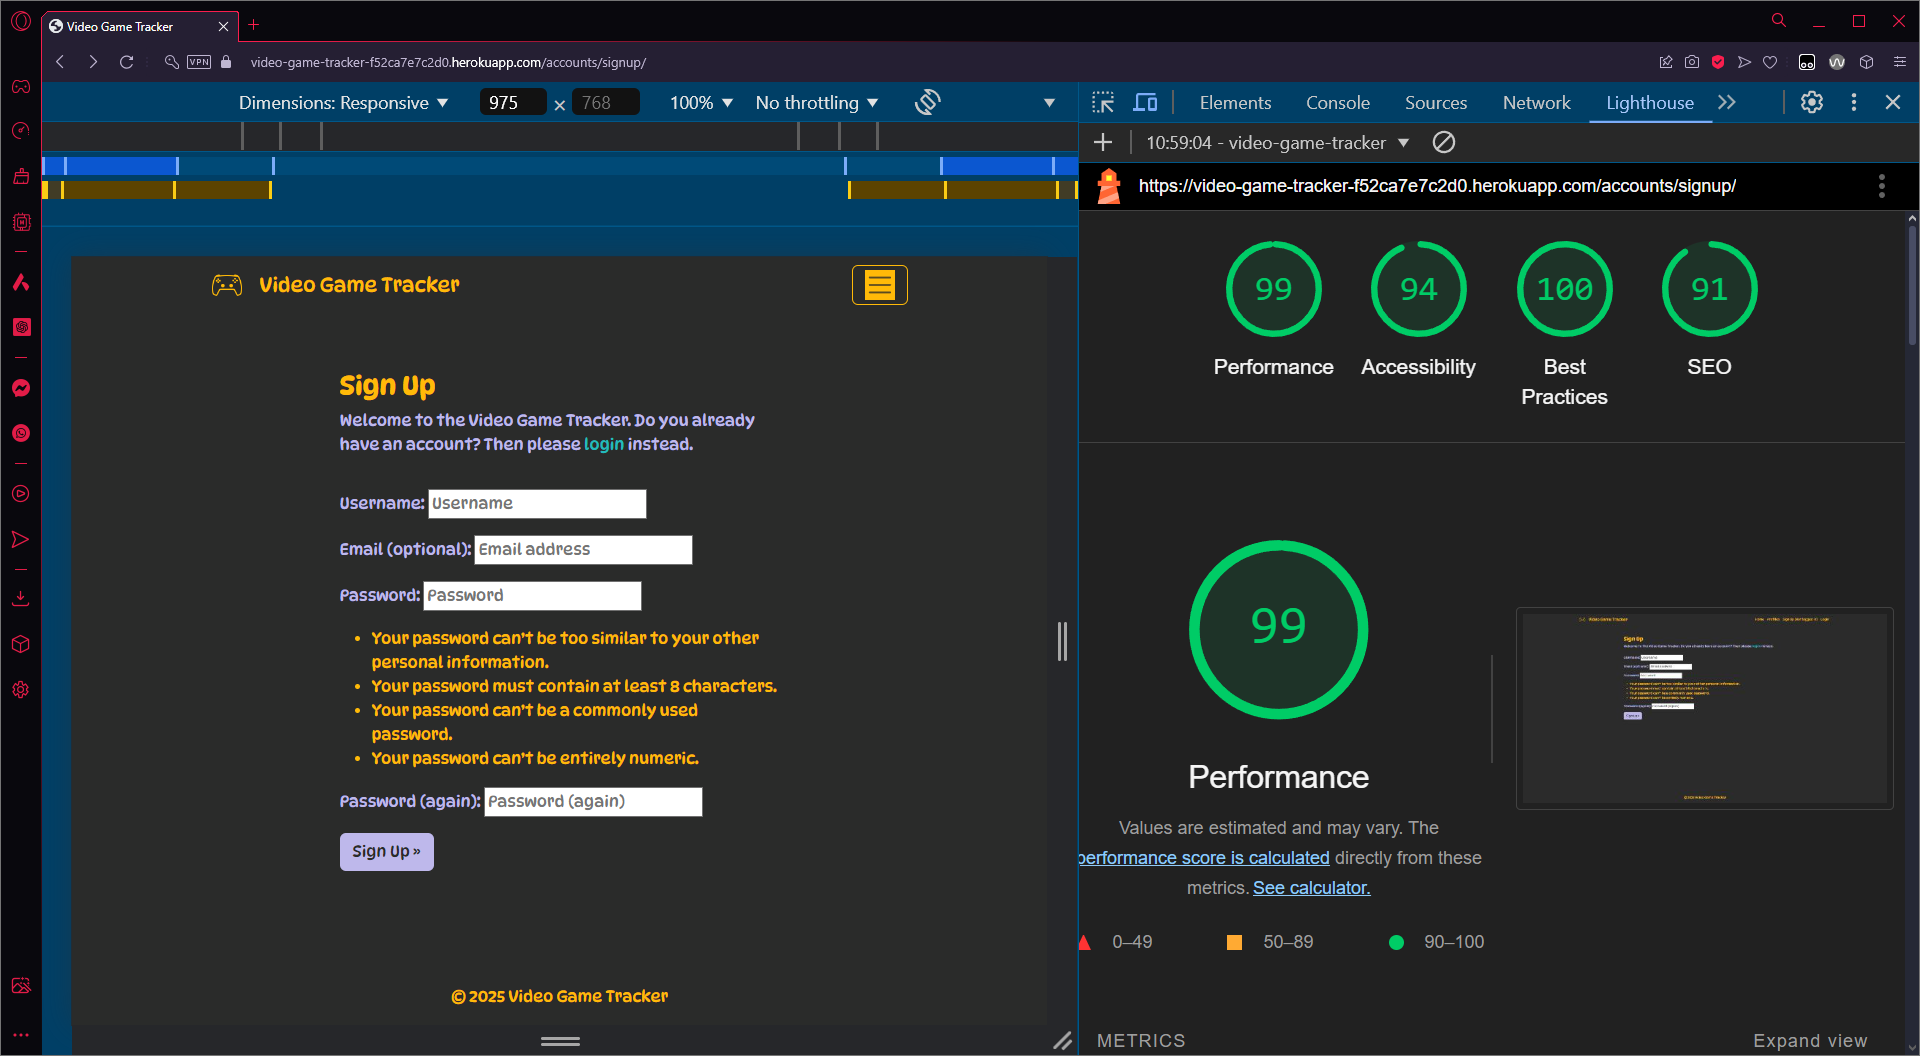 Video Game Tracker
VPN
video-game-tracker-f52ca7e7c2d0.herokuapp.com/accounts/signup/
Dimensions: Responsive
975 × 768
100%
No throttling
Elements
Console
Sources
Network
Lighthouse
10:59:04 - video-game-tracker
https://video-game-tracker-f52ca7e7c2d0.herokuapp.com/accounts/signup/
Video Game Tracker
Sign Up
Welcome to the Video Game Tracker. Do you already
have an account? Then please login instead.
Username: Username
Email (optional): Email address
Password: Password
• Your password can't be too similar to your other
personal information.
• Your password must contain at least 8 characters.
• Your password can't be a commonly used
password.
• Your password can't be entirely numeric.
Password (again): Password (again)
Sign Up »
© 2025 Video Game Tracker
99
Performance
94
Accessibility
100
Best
Practices
91
SEO
99
Performance
Values are estimated and may vary. The
performance score is calculated directly from these
metrics. See calculator.
0–49
50–89
90–100
METRICS
Expand view
Video Game Tracker
Sign Up